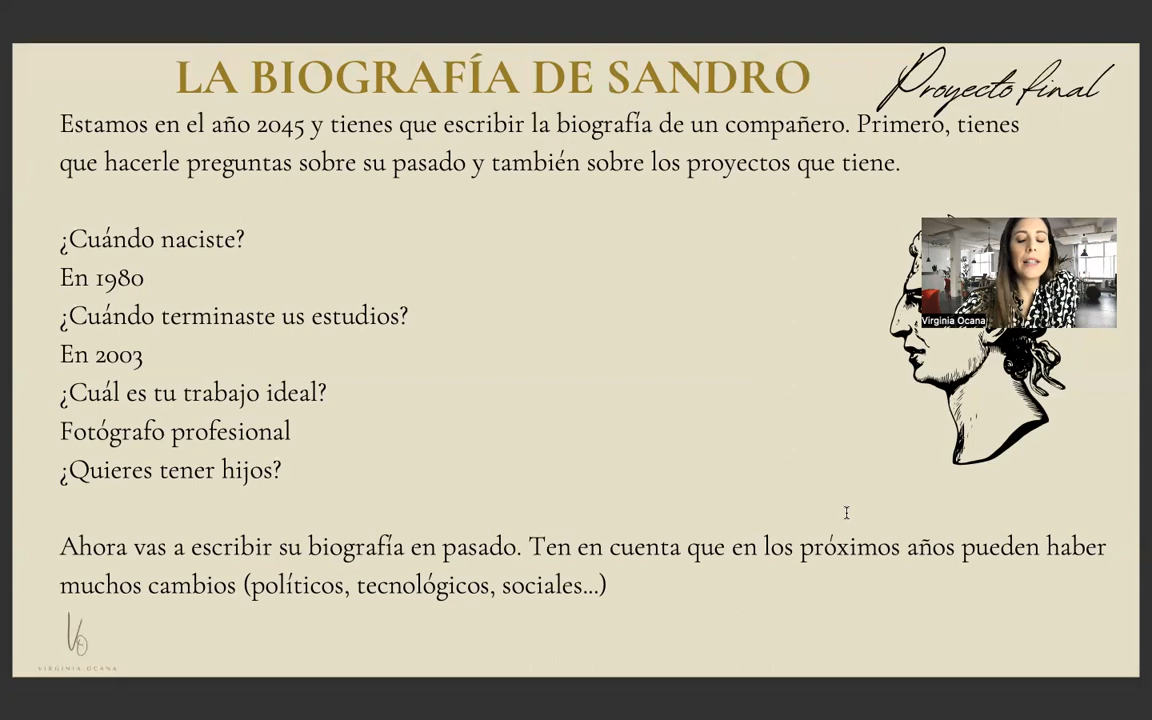 LA BIOGRAFÍA DE SANDRO
Proyecto final
Estamos en el año 2045 y tienes que escribir la biografía de un compañero. Primero, tienes
que hacerle preguntas sobre su pasado y también sobre los proyectos que tiene.
¿Cuándo naciste?
En 1980
¿Cuándo terminaste us estudios?
En 2003
¿Cuál es tu trabajo ideal?
Fotógrafo profesional
¿Quieres tener hijos?
Virginia Ocana
Ahora vas a escribir su biografía en pasado. Ten en cuenta que en los próximos años pueden haber
muchos cambios (políticos, tecnológicos, sociales...)
VO
VIRGINIA OCANA